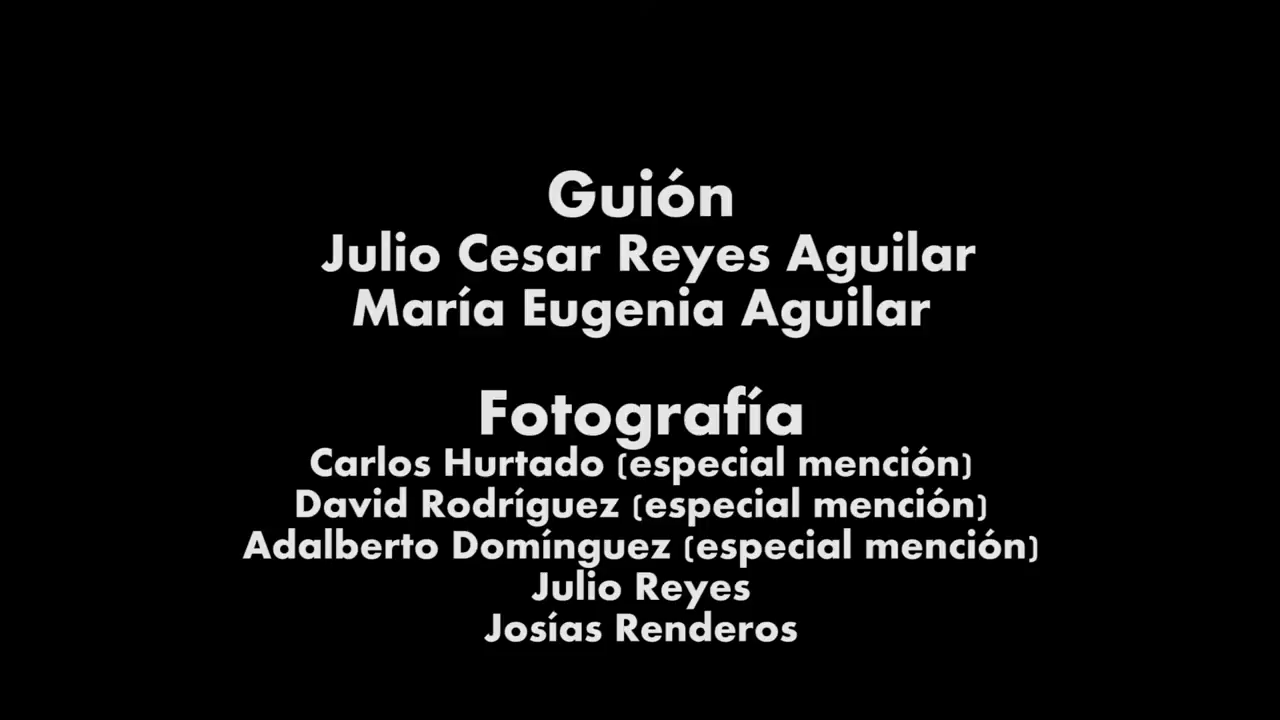 Guión
Julio Cesar Reyes Aguilar
María Eugenia Aguilar
Fotografía
Carlos Hurtado (especial mención)
David Rodríguez (especial mención)
Adalberto Domínguez (especial mención)
Julio Reyes
Josías Renderos